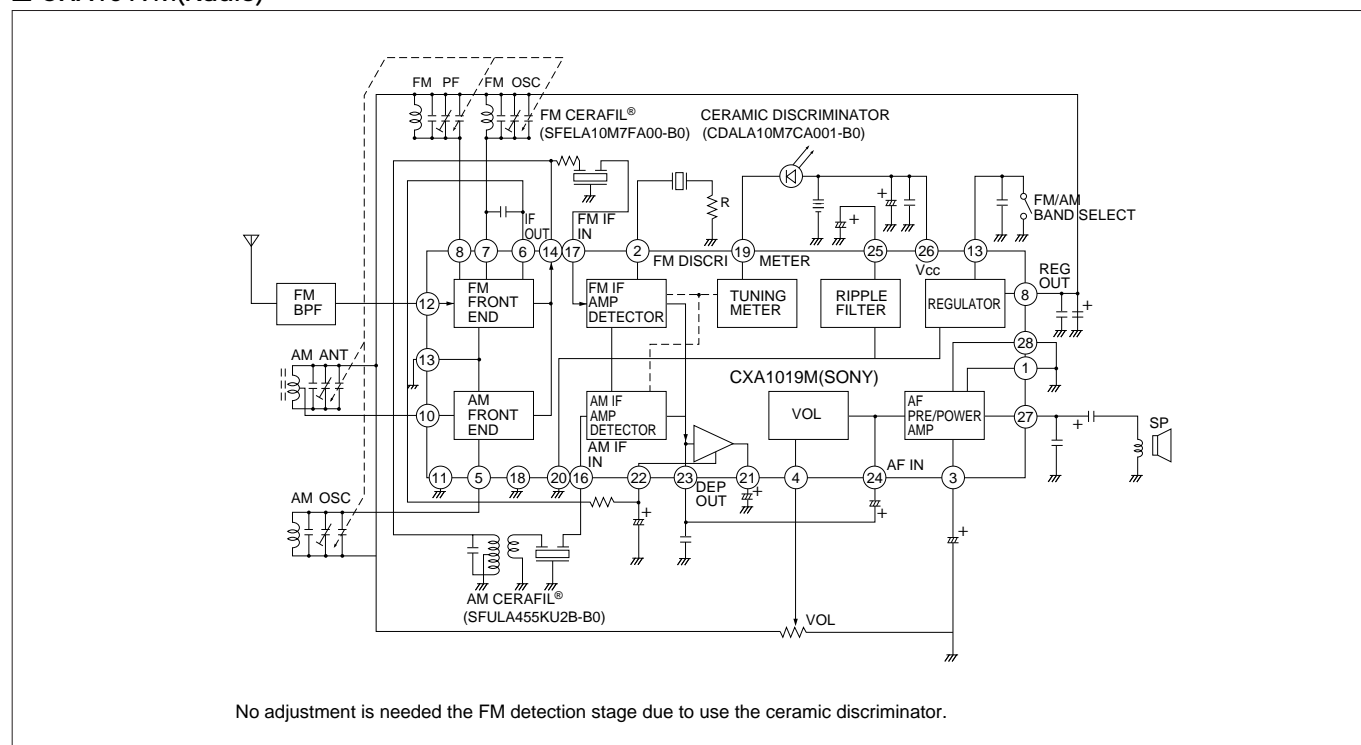 FM PF FM OSC
FM CERAFIL®
(SFELA10M7FA00-B0)
CERAMIC DISCRIMINATOR
(CDALA10M7CA001-B0)
R
FM/AM
BAND SELECT
IF
OUT
FM IF
IN
8
7
6
14
17
2
FM DISCRI
19
METER
25
26
Vcc
13
REG
OUT
8
FM
BPF
12
FM
FRONT
END
FM IF
AMP
DETECTOR
TUNING
METER
RIPPLE
FILTER
REGULATOR
13
28
1
AM ANT
CXA1019M(SONY)
10
AM
FRONT
END
AM IF
AMP
DETECTOR
VOL
AF
PRE/POWER
AMP
27
SP
AM IF
IN
11
5
18
20
16
22
23
DEP
OUT
21
4
24
AF IN
3
AM OSC
AM CERAFIL®
(SFULA455KU2B-B0)
VOL
No adjustment is needed the FM detection stage due to use the ceramic discriminator.